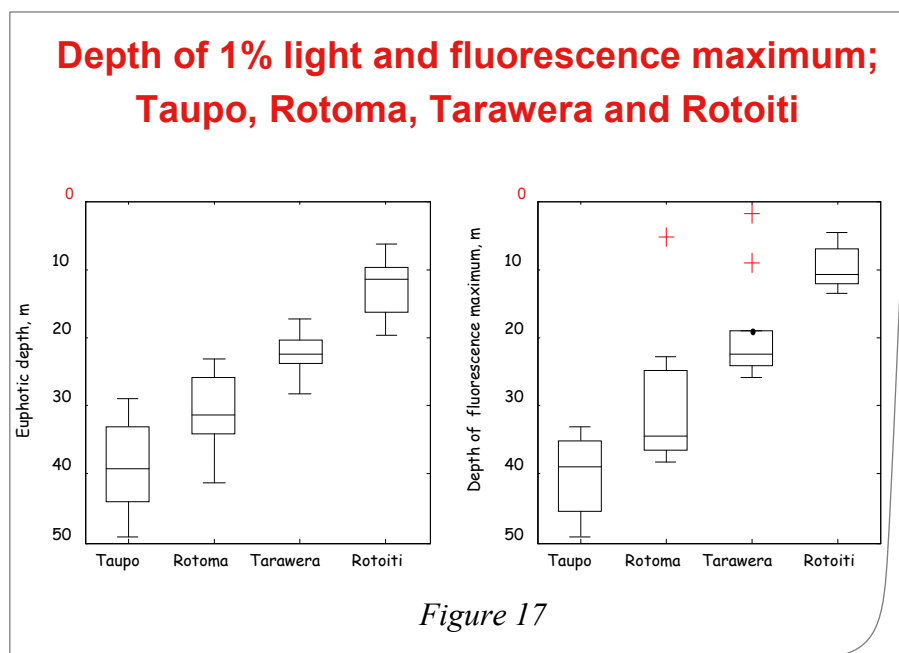 Depth of 1% light and fluorescence maximum;
Taupo, Rotoma, Tarawera and Rotoiti
Euphotic depth, m
0
10
20
30
40
50
Taupo Rotoma Tarawera Rotoiti
Depth of fluorescence maximum, m
0
10
20
30
40
50
Taupo Rotoma Tarawera Rotoiti
Figure 17